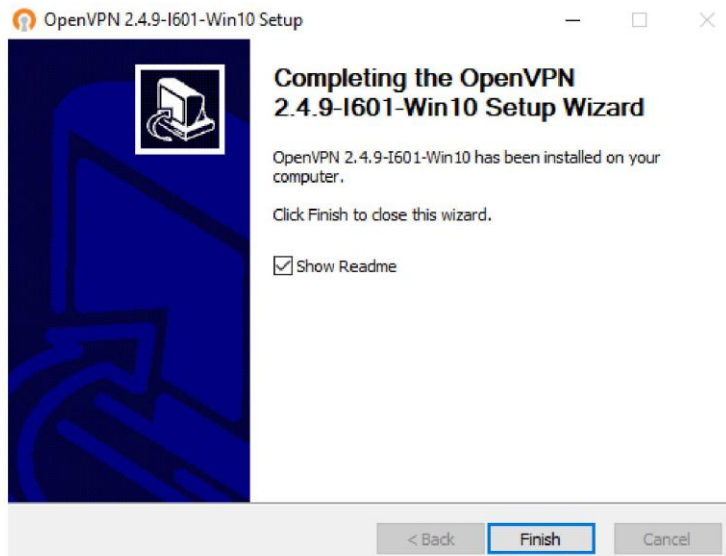 OpenVPN 2.4.9-I601-Win10 Setup
Completing the OpenVPN
2.4.9-I601-Win10 Setup Wizard
OpenVPN 2.4.9-I601-Win10 has been installed on your
computer.
Click Finish to close this wizard.
Show Readme
< Back
Finish
Cancel